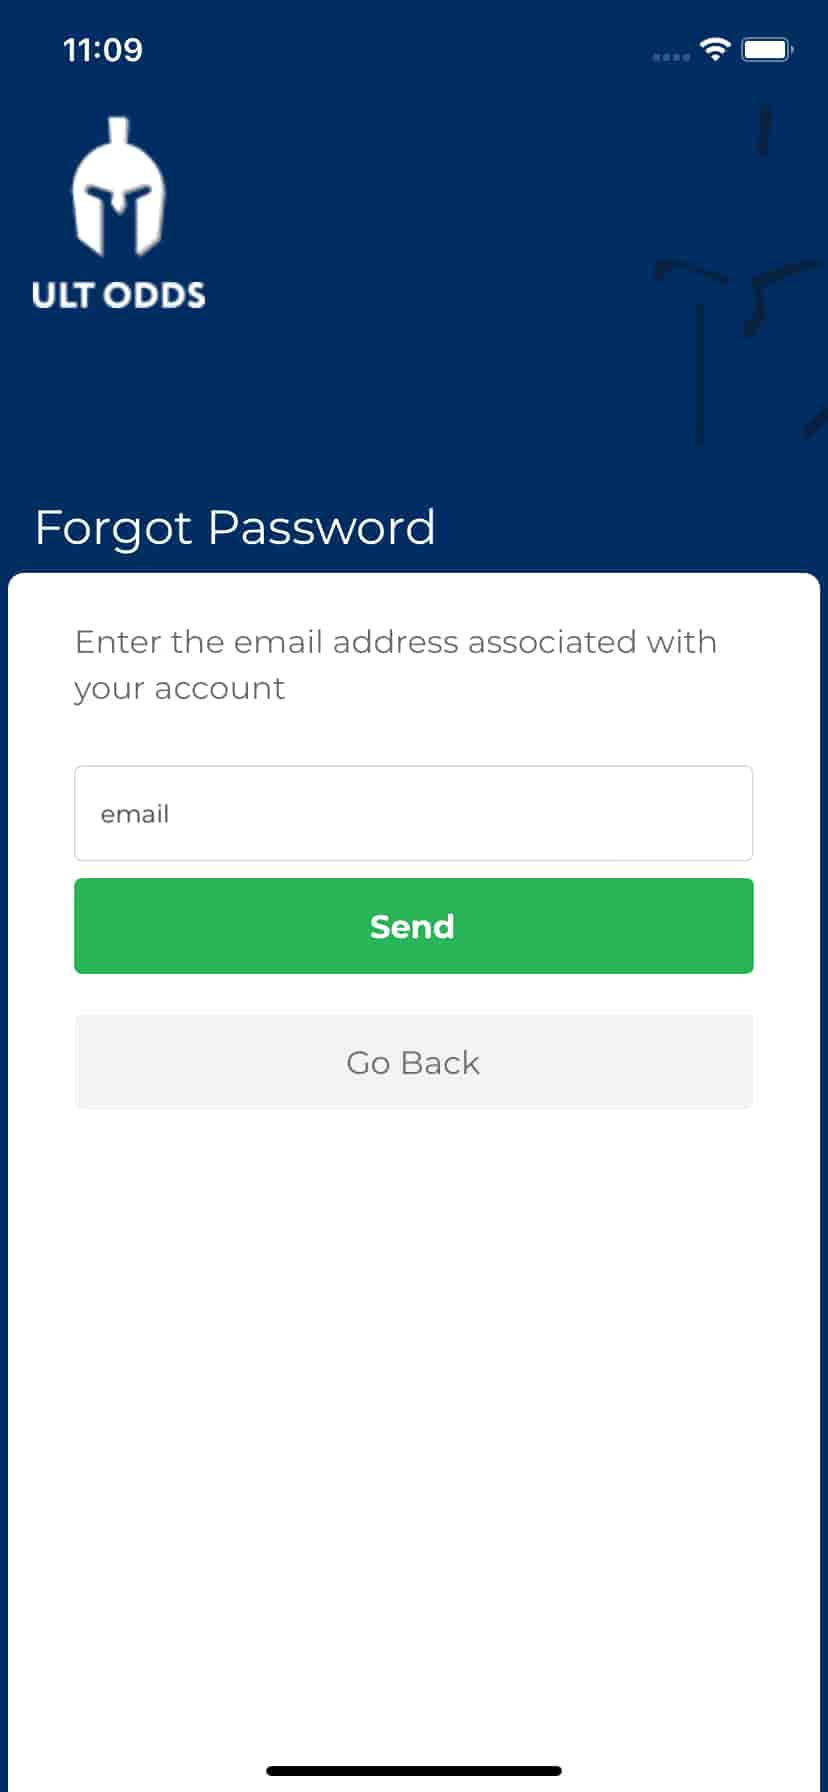 11:09
ULT ODDS
Forgot Password
Enter the email address associated with
your account
email
Send
Go Back